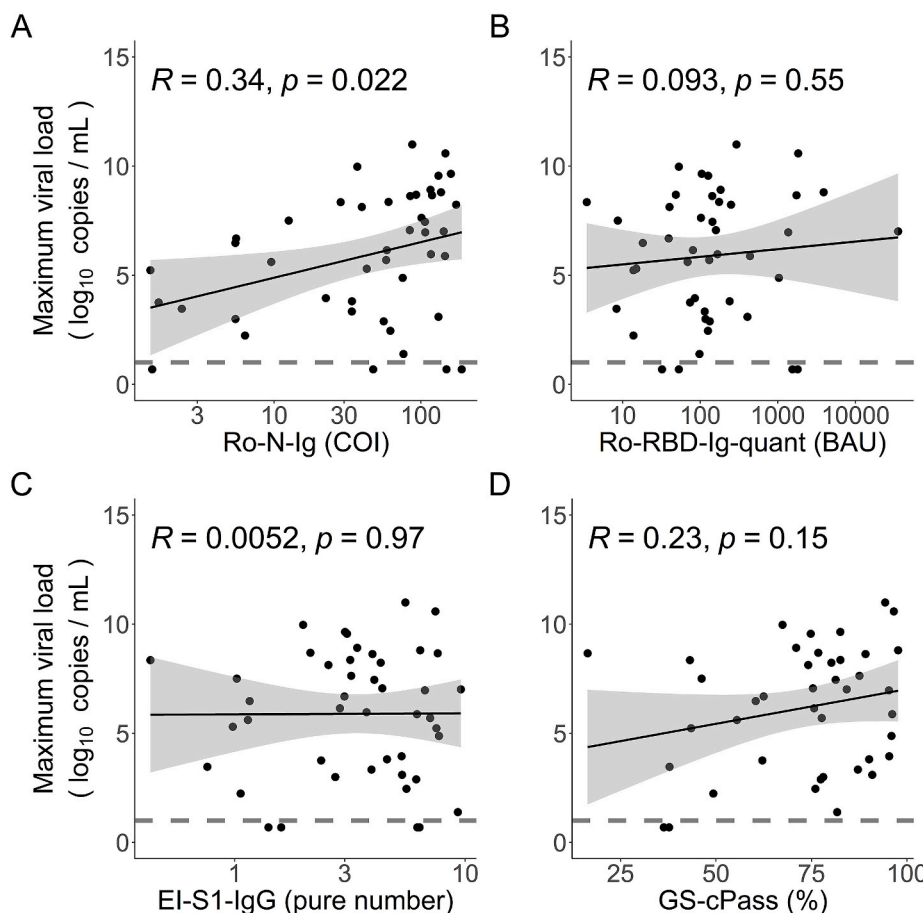 A
Maximum viral load
( log₁₀ copies / mL )
15
10
5
0
R = 0.34, p = 0.022
3 10 30 100
Ro-N-Ig (COI)
B
15
10
5
0
R = 0.093, p = 0.55
10 100 1000 10000
Ro-RBD-Ig-quant (BAU)
C
Maximum viral load
( log₁₀ copies / mL )
15
10
5
0
R = 0.0052, p = 0.97
1 3 10
EI-S1-IgG (pure number)
D
15
10
5
0
R = 0.23, p = 0.15
25 50 75 100
GS-cPass (%)